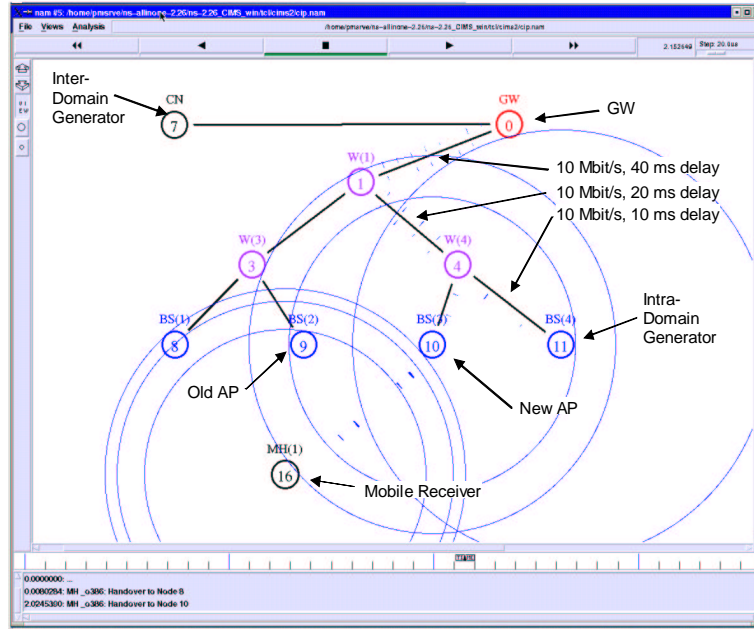 nam #5: /home/pmsrve/ns-allinone-2.26/ns-2.26_CIMS_win/tcl/cims2/cip.nam
File Views Analysis
/home/pmsrve/ns-allinone-2.26/ns-2.26_CIMS_win/tcl/cims2/cip.nam
2.152649 Step: 20.0us
Inter-
Domain
Generator
CN
7
GW
0
GW
10 Mbit/s, 40 ms delay
10 Mbit/s, 20 ms delay
10 Mbit/s, 10 ms delay
W(1)
1
W(3)
3
W(4)
4
BS(1)
8
BS(2)
9
BS(3)
10
BS(4)
11
Intra-
Domain
Generator
Old AP
New AP
MH(1)
16
Mobile Receiver
0.0000000: ...
0.0080284: MH _o386: Handover to Node 8
2.0245300: MH _o386: Handover to Node 10